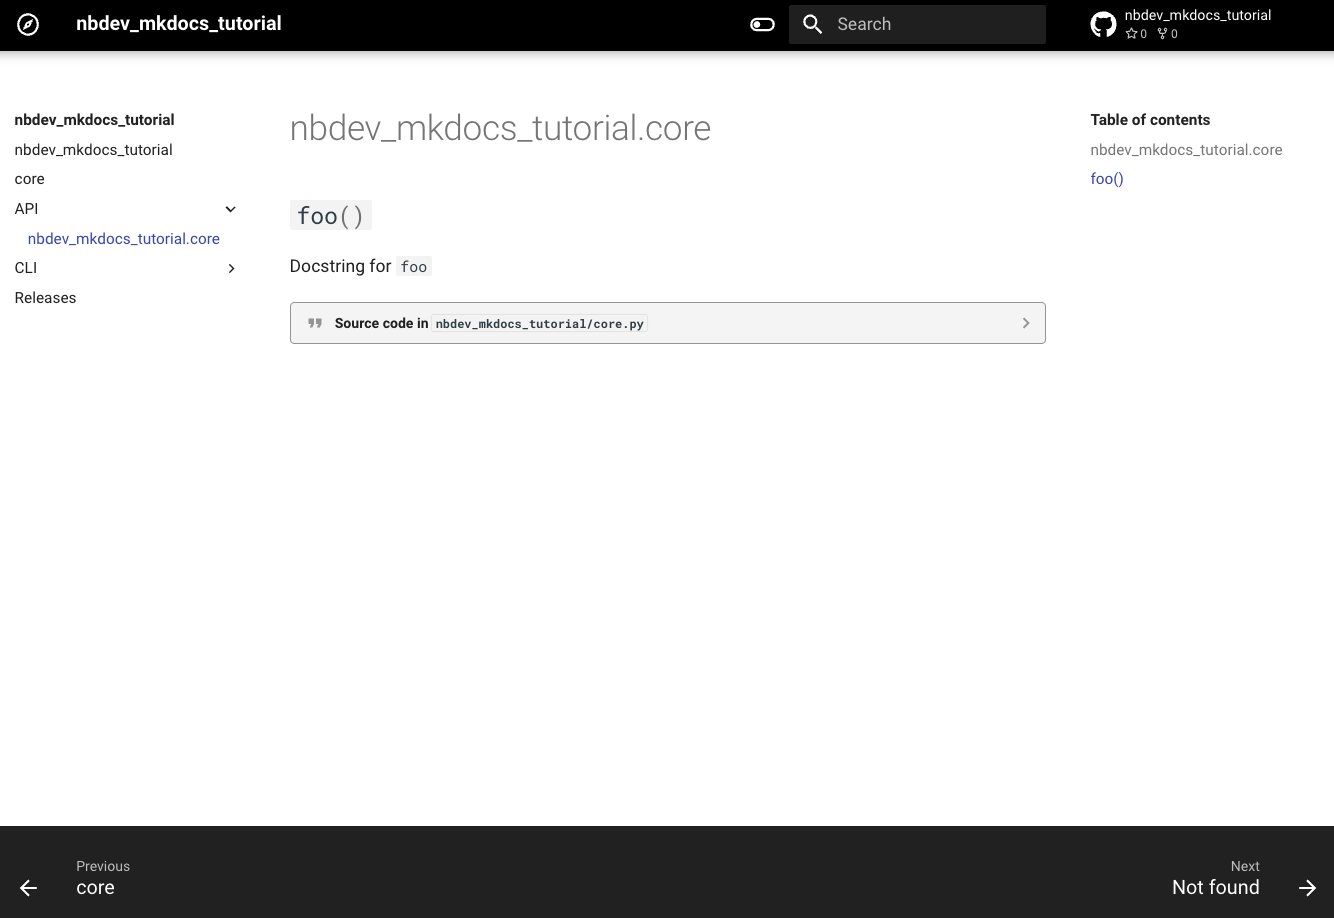 nbdev_mkdocs_tutorial
Search
nbdev_mkdocs_tutorial
0 0
nbdev_mkdocs_tutorial
nbdev_mkdocs_tutorial
core
API
nbdev_mkdocs_tutorial.core
CLI
Releases
nbdev_mkdocs_tutorial.core
foo()
Docstring for foo
Source code in nbdev_mkdocs_tutorial/core.py
Table of contents
nbdev_mkdocs_tutorial.core
foo()
Previous
core
Next
Not found